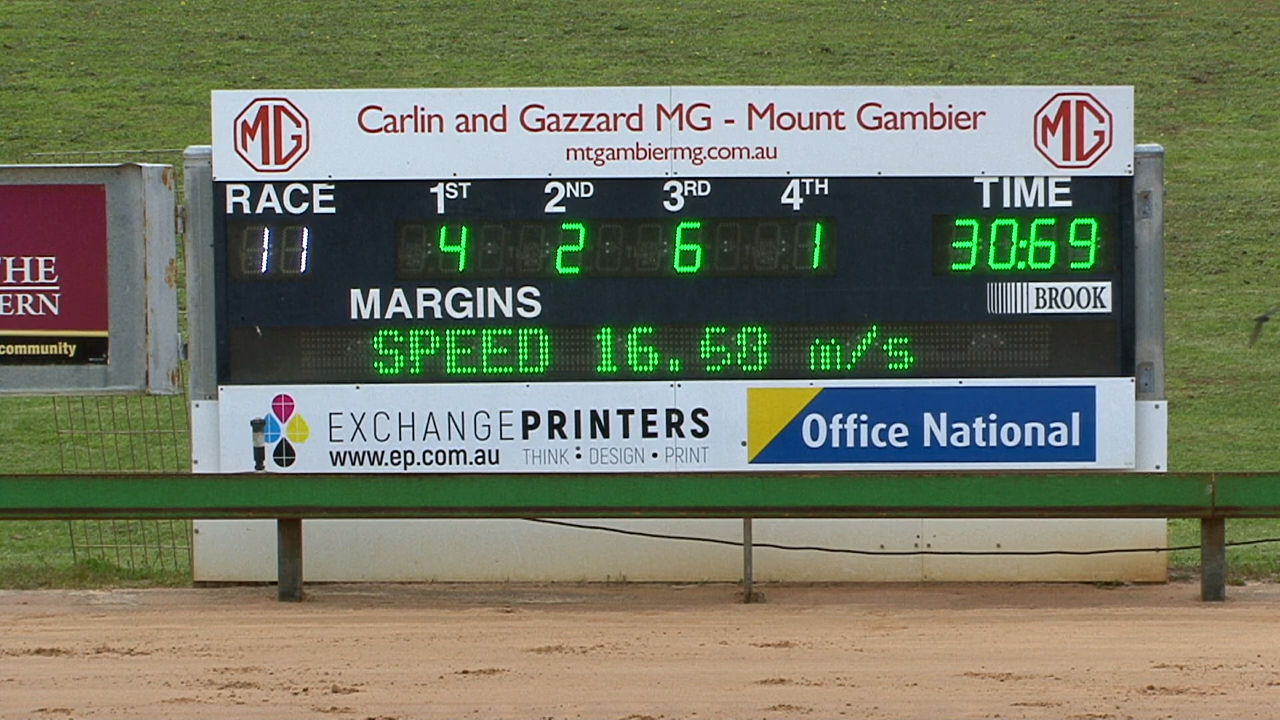 MG Carlin and Gazzard MG - Mount Gambier MG
mtgambiermg.com.au
RACE 1ST 2ND 3RD 4TH TIME
11 4 2 6 1 30:69
MARGINS BROOK
SPEED 16.58 m/s
EXCHANGEPRINTERS
www.ep.com.au THINK : DESIGN • PRINT
Office National
THE
ERN
community